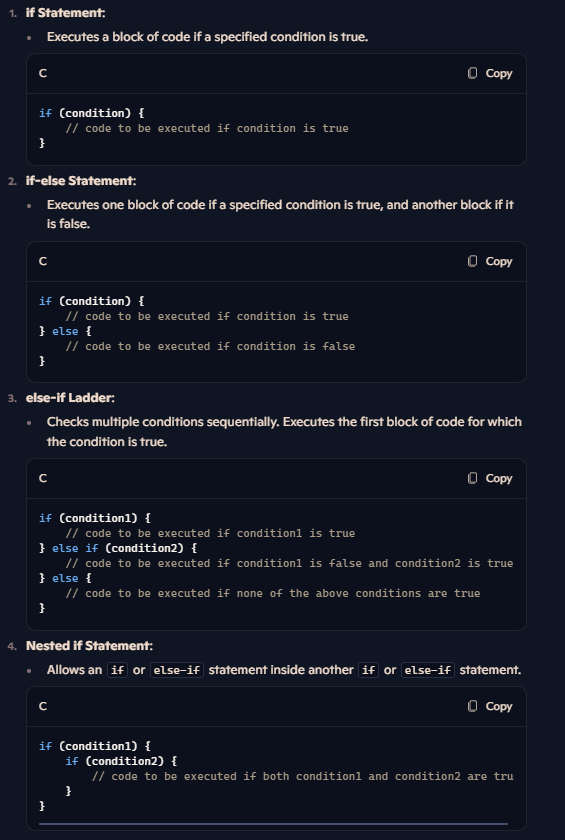 1. if Statement:
• Executes a block of code if a specified condition is true.
C Copy
if (condition) {
    // code to be executed if condition is true
}
2. if-else Statement:
• Executes one block of code if a specified condition is true, and another block if it
is false.
C Copy
if (condition) {
    // code to be executed if condition is true
} else {
    // code to be executed if condition is false
}
3. else-if Ladder:
• Checks multiple conditions sequentially. Executes the first block of code for which
the condition is true.
C Copy
if (condition1) {
    // code to be executed if condition1 is true
} else if (condition2) {
    // code to be executed if condition1 is false and condition2 is true
} else {
    // code to be executed if none of the above conditions are true
}
4. Nested if Statement:
• Allows an if or else-if statement inside another if or else-if statement.
C Copy
if (condition1) {
    if (condition2) {
        // code to be executed if both condition1 and condition2 are tru
    }
}